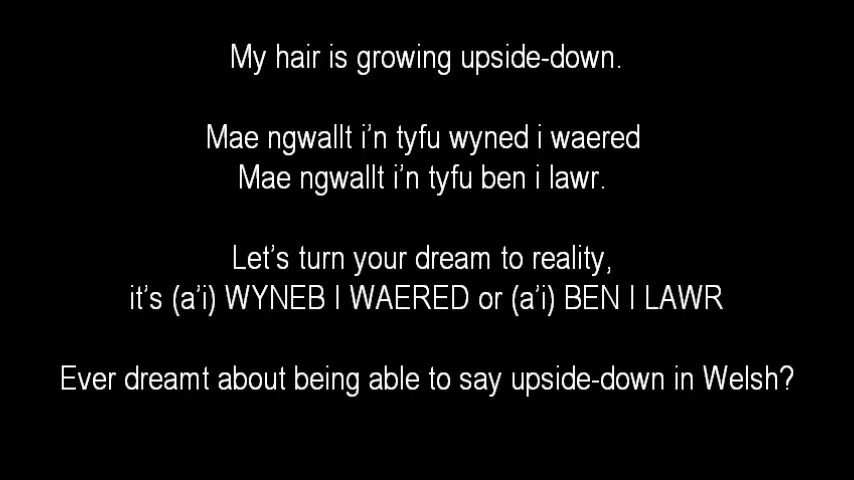 My hair is growing upside-down.
Mae ngwallt i’n tyfu wyned i waered
Mae ngwallt i’n tyfu ben i lawr.
Let’s turn your dream to reality,
it’s (a’i) WYNEB I WAERED or (a’i) BEN I LAWR
Ever dreamt about being able to say upside-down in Welsh?